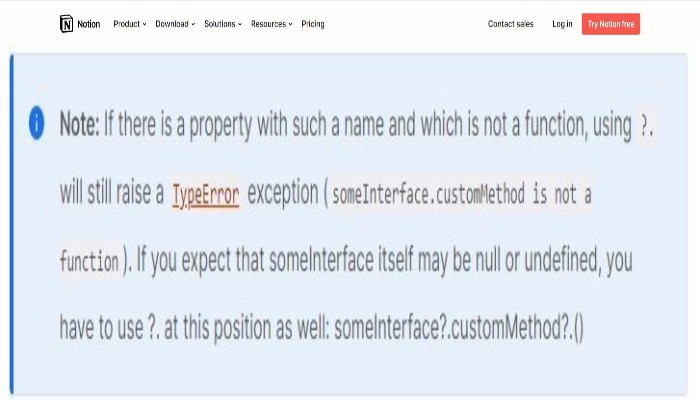 Notion Product Download Solutions Resources Pricing Contact sales Log in Try Notion free
Note: If there is a property with such a name and which is not a function, using ?.
will still raise a TypeError exception ( someInterface.customMethod is not a
function ). If you expect that someInterface itself may be null or undefined, you
have to use ?. at this position as well: someInterface?.customMethod?.()